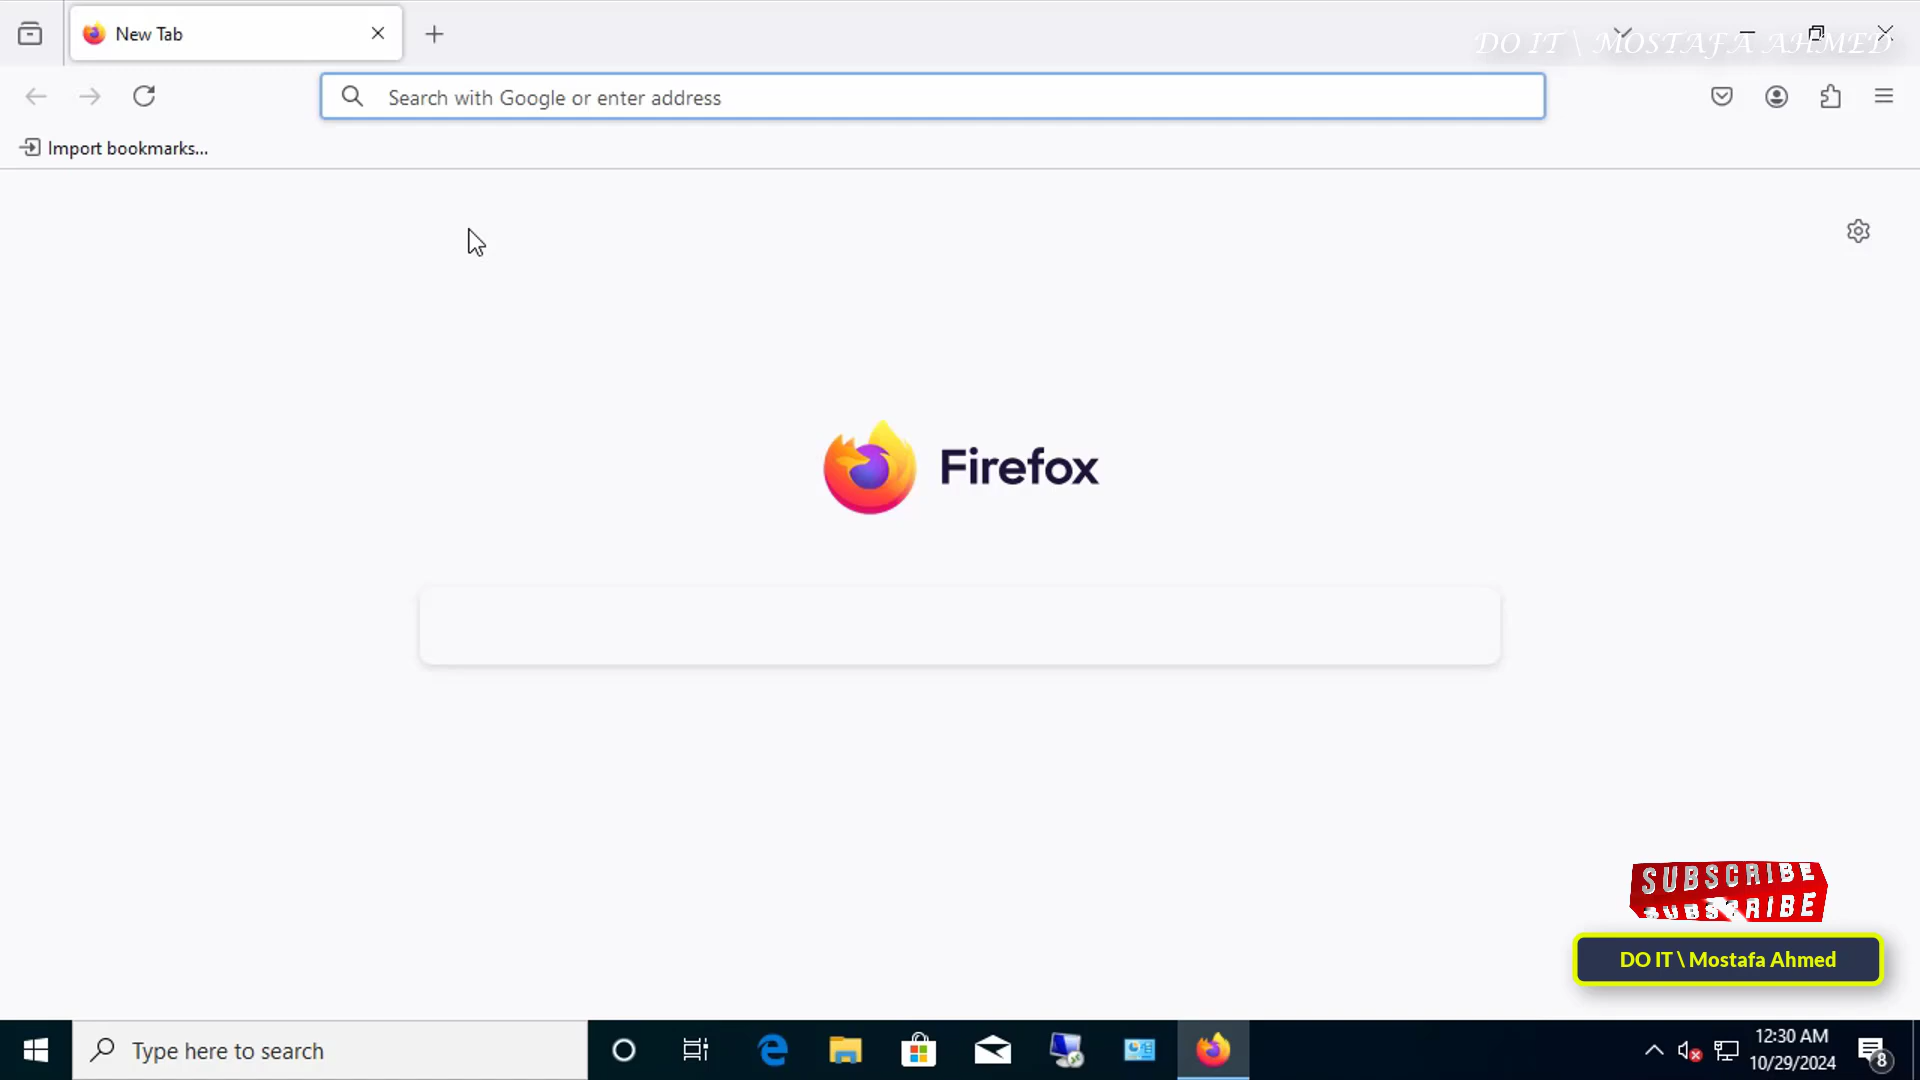 New Tab
DO IT \ MOSTAFA AHMED
Search with Google or enter address
Import bookmarks...
Firefox
SUBSCRIBE
SUBSCRIBE
DO IT \ Mostafa Ahmed
Type here to search
12:30 AM
10/29/2024
8